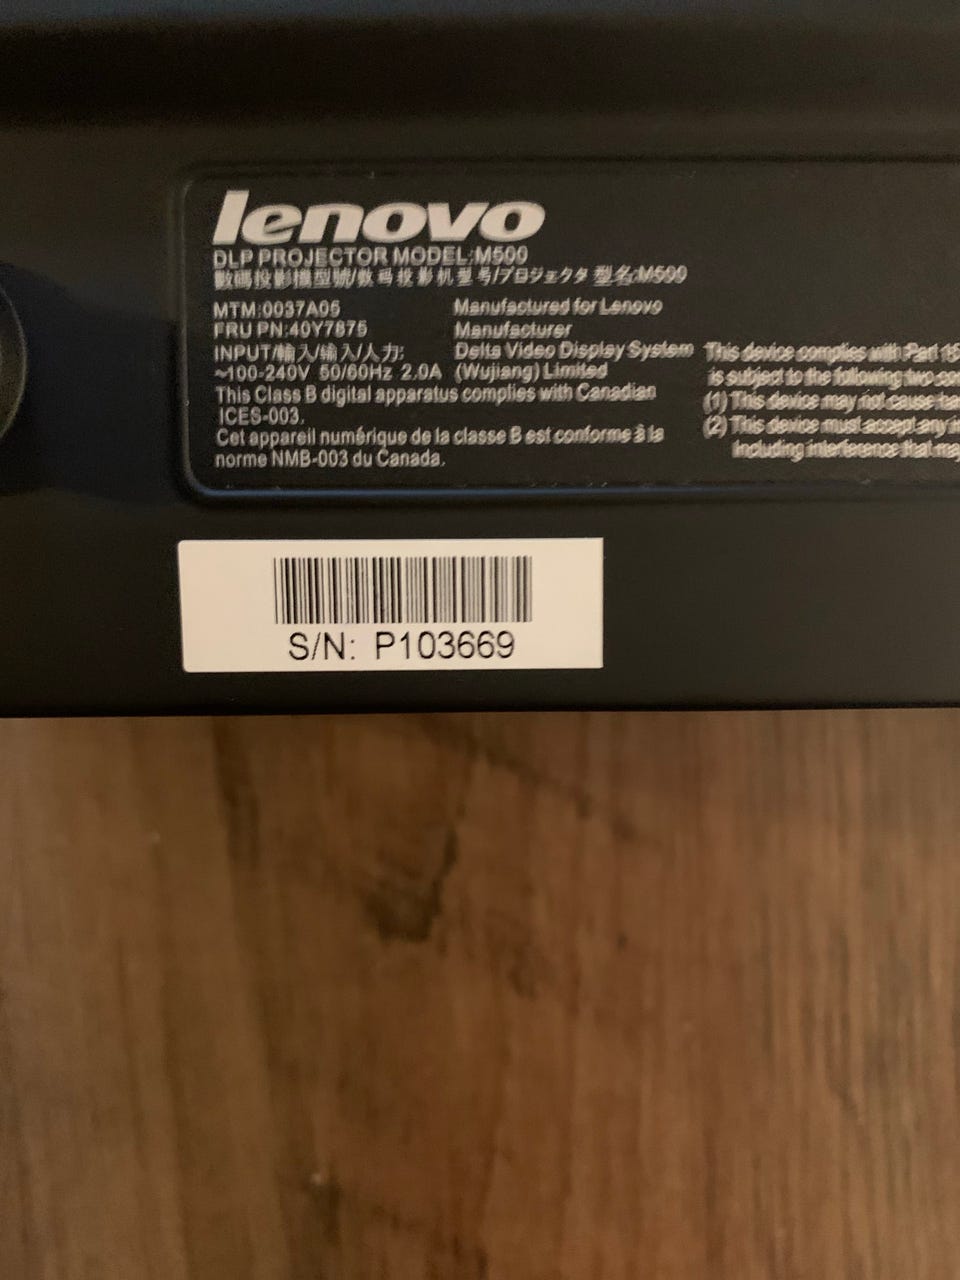 lenovo
DLP PROJECTOR MODEL:M500
數碼投影機型號/数码投影机型号/プロジェクタ 型名:M500
MTM:0037A05
FRU PN:40Y7875
INPUT/輸入/输入/入力:
~100-240V 50/60Hz 2.0A
Manufactured for Lenovo
Manufacturer
Delta Video Display System
(Wujiang) Limited
This Class B digital apparatus complies with Canadian
ICES-003.
Cet appareil numérique de la classe B est conforme à la
norme NMB-003 du Canada.
This device complies with Part 15
is subject to the following two
(1) This device may not cause
(2) This device must accept any
including interference that may
S/N: P103669